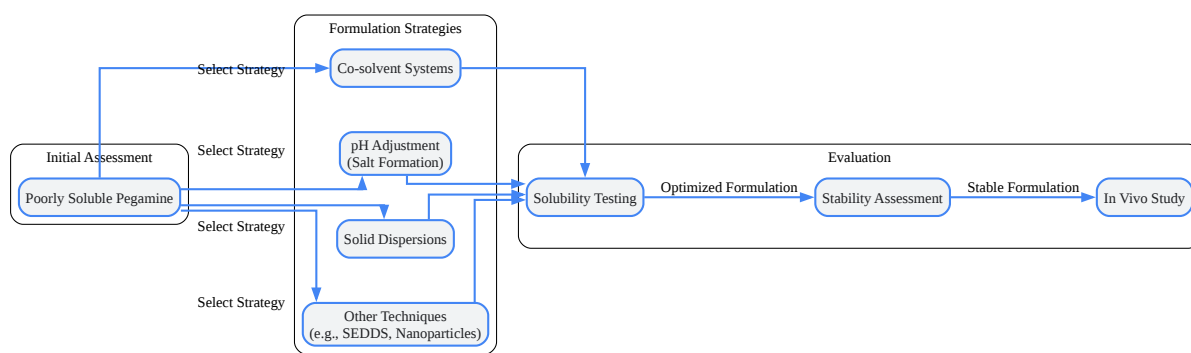 Formulation Strategies
Select Strategy
Co-solvent Systems
Select Strategy
pH Adjustment
(Salt Formation)
Initial Assessment
Poorly Soluble Pegamine
Select Strategy
Solid Dispersions
Select Strategy
Other Techniques
(e.g., SEDDS, Nanoparticles)
Evaluation
Solubility Testing
Optimized Formulation
Stability Assessment
Stable Formulation
In Vivo Study